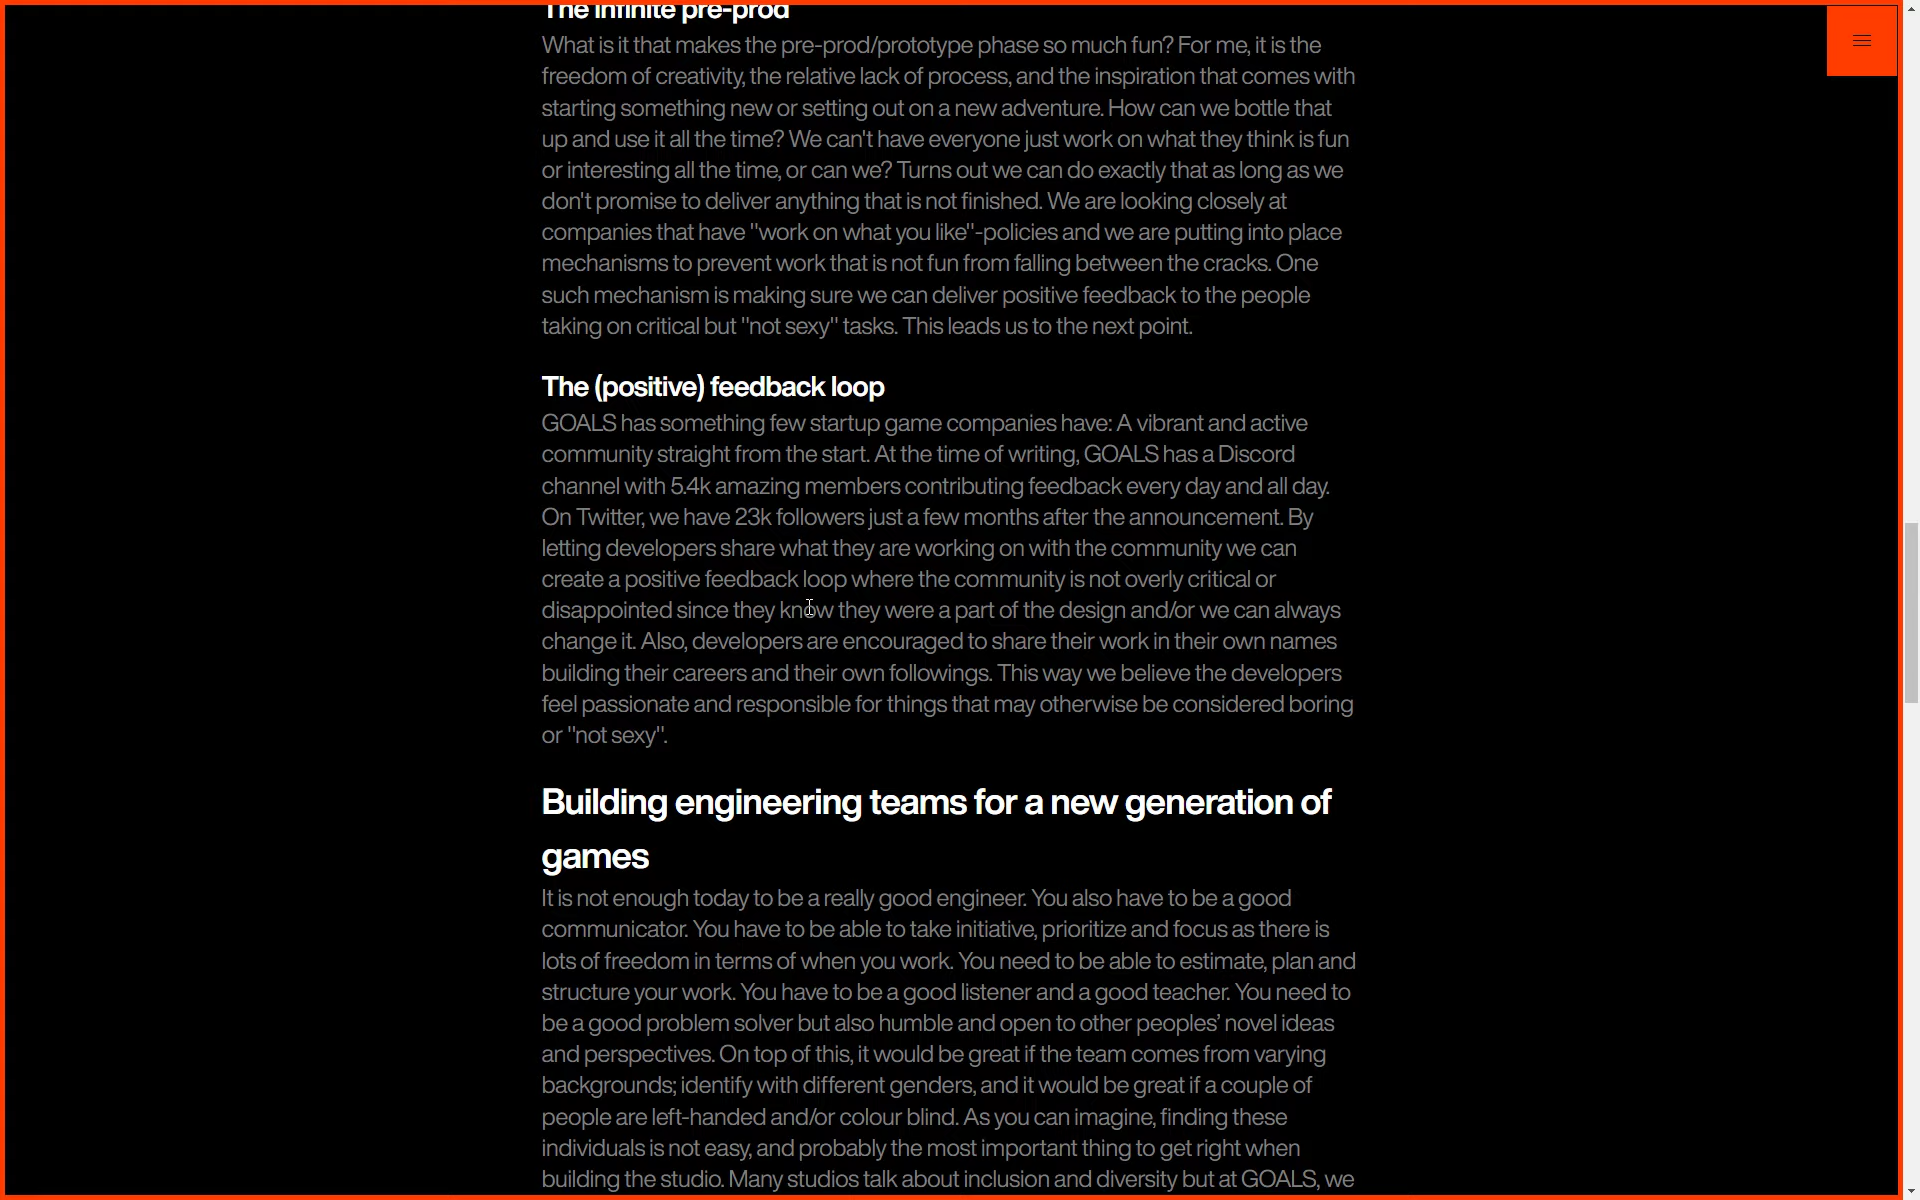 The infinite pre-prod
What is it that makes the pre-prod/prototype phase so much fun? For me, it is the
freedom of creativity, the relative lack of process, and the inspiration that comes with
starting something new or setting out on a new adventure. How can we bottle that
up and use it all the time? We can't have everyone just work on what they think is fun
or interesting all the time, or can we? Turns out we can do exactly that as long as we
don't promise to deliver anything that is not finished. We are looking closely at
companies that have "work on what you like"-policies and we are putting into place
mechanisms to prevent work that is not fun from falling between the cracks. One
such mechanism is making sure we can deliver positive feedback to the people
taking on critical but "not sexy" tasks. This leads us to the next point.
The (positive) feedback loop
GOALS has something few startup game companies have: A vibrant and active
community straight from the start. At the time of writing, GOALS has a Discord
channel with 5.4k amazing members contributing feedback every day and all day.
On Twitter, we have 23k followers just a few months after the announcement. By
letting developers share what they are working on with the community we can
create a positive feedback loop where the community is not overly critical or
disappointed since they know they were a part of the design and/or we can always
change it. Also, developers are encouraged to share their work in their own names
building their careers and their own followings. This way we believe the developers
feel passionate and responsible for things that may otherwise be considered boring
or "not sexy".
Building engineering teams for a new generation of
games
It is not enough today to be a really good engineer. You also have to be a good
communicator. You have to be able to take initiative, prioritize and focus as there is
lots of freedom in terms of when you work. You need to be able to estimate, plan and
structure your work. You have to be a good listener and a good teacher. You need to
be a good problem solver but also humble and open to other peoples’ novel ideas
and perspectives. On top of this, it would be great if the team comes from varying
backgrounds; identify with different genders, and it would be great if a couple of
people are left-handed and/or colour blind. As you can imagine, finding these
individuals is not easy, and probably the most important thing to get right when
building the studio. Many studios talk about inclusion and diversity but at GOALS, we